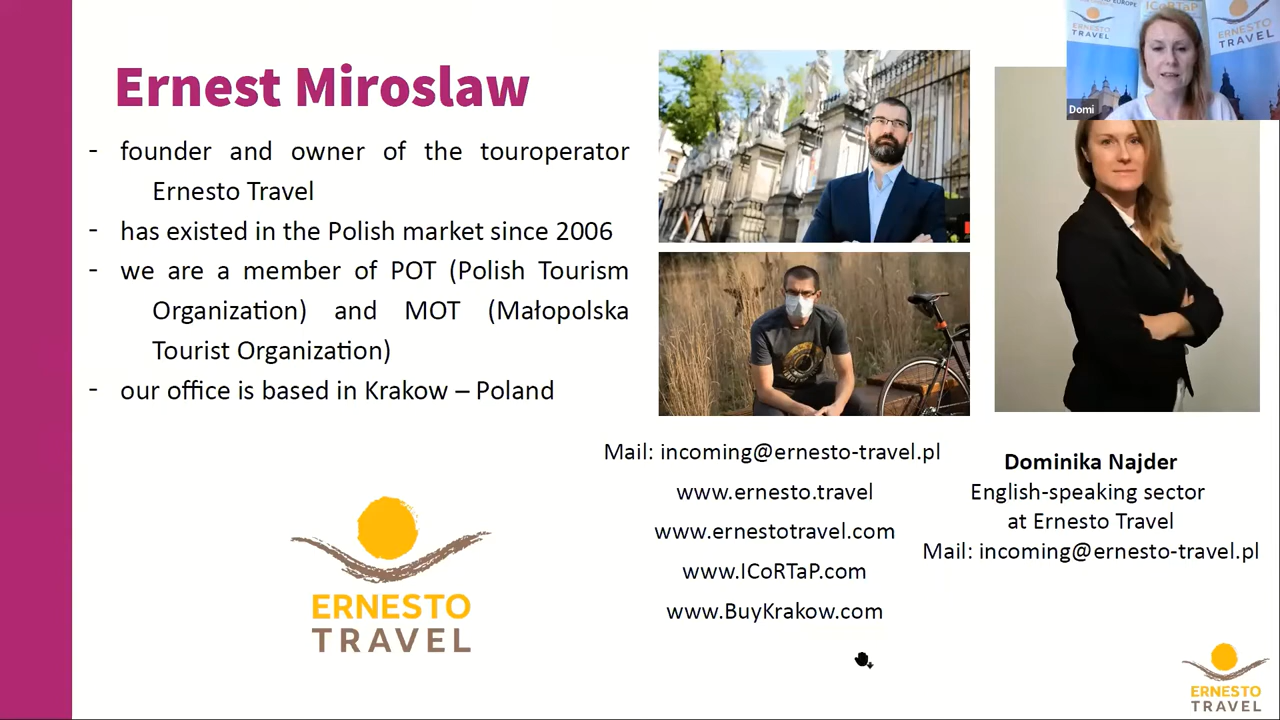 Ernest Miroslaw
- founder and owner of the touroperator
Ernesto Travel
- has existed in the Polish market since 2006
- we are a member of POT (Polish Tourism
Organization) and MOT (Małopolska
Tourist Organization)
- our office is based in Krakow – Poland
ERNESTO
TRAVEL
Mail: incoming@ernesto-travel.pl
www.ernesto.travel
www.ernestotravel.com
www.ICoRTaP.com
www.BuyKrakow.com
EUROPE
ICoRTaP
ERNESTO
TRAVEL
ERNESTO
TRAVEL
Domi
Dominika Najder
English-speaking sector
at Ernesto Travel
Mail: incoming@ernesto-travel.pl
ERNESTO
TRAVEL